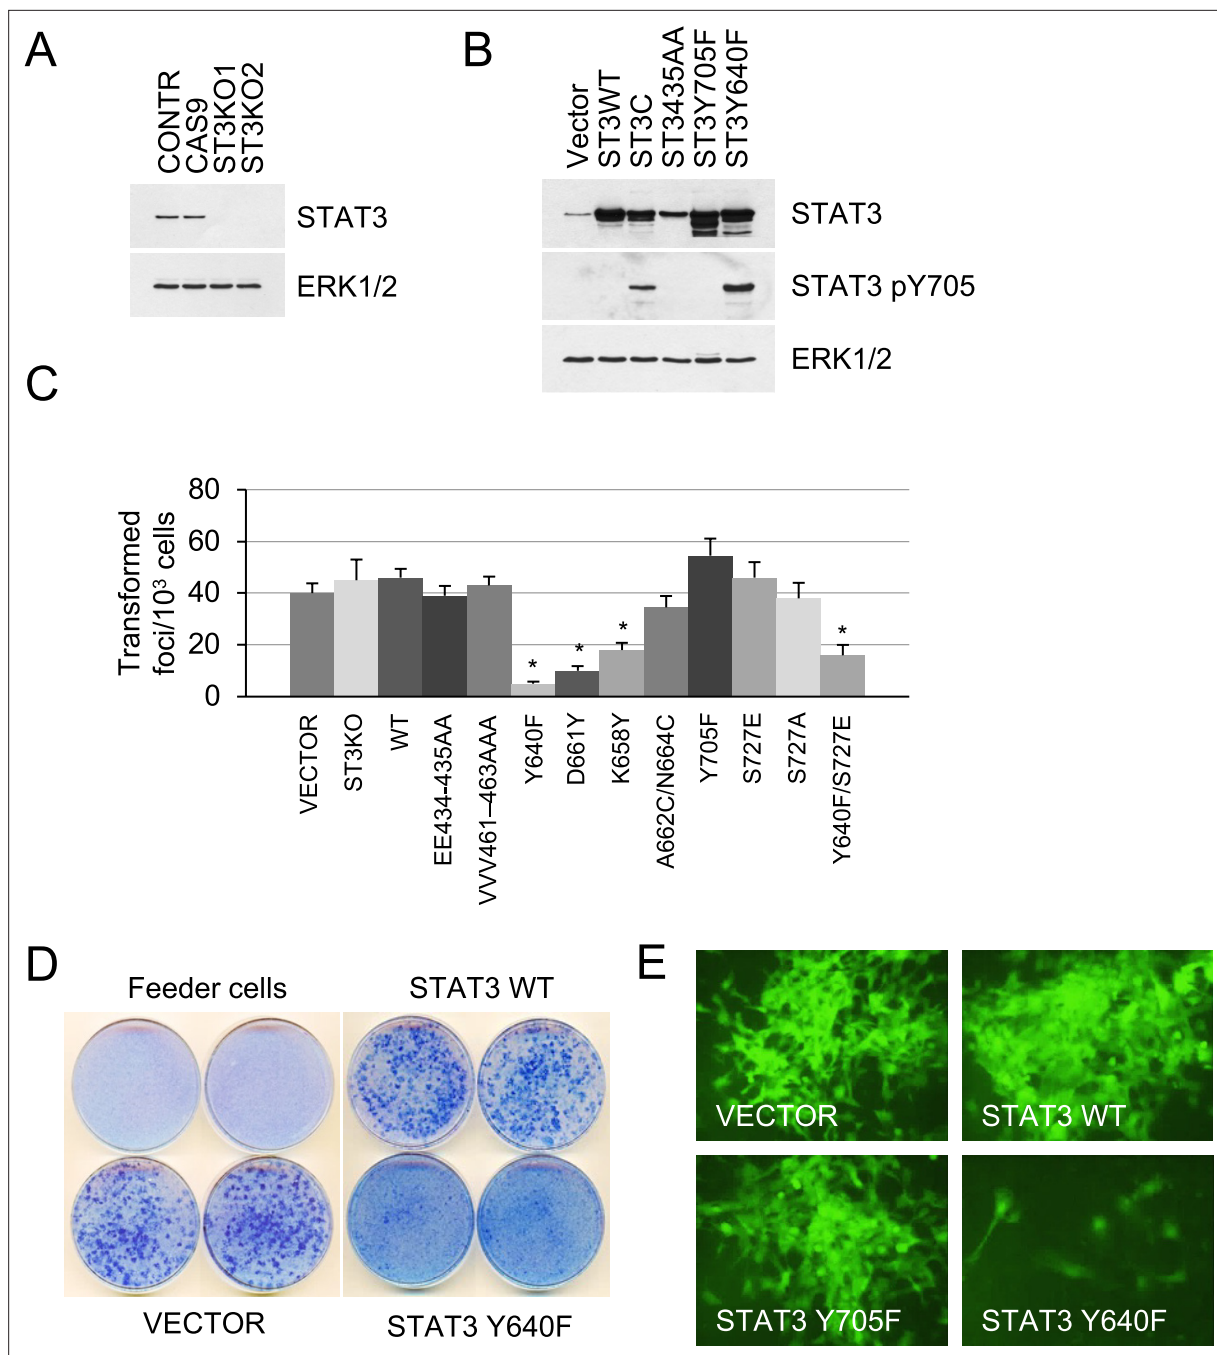 A
CONTR
CAS9
ST3KO1
ST3KO2
STAT3
ERK1/2
B
Vector
ST3WT
ST3C
ST3435AA
ST3Y705F
ST3Y640F
STAT3
STAT3 pY705
ERK1/2
C
Transformed
foci/10³ cells
80
60
40
20
0
* * * *
VECTOR
ST3KO
WT
EE434-435AA
VVV461–463AAA
Y640F
D661Y
K658Y
A662C/N664C
Y705F
S727E
S727A
Y640F/S727E
D
Feeder cells
STAT3 WT
VECTOR
STAT3 Y640F
E
VECTOR
STAT3 WT
STAT3 Y705F
STAT3 Y640F